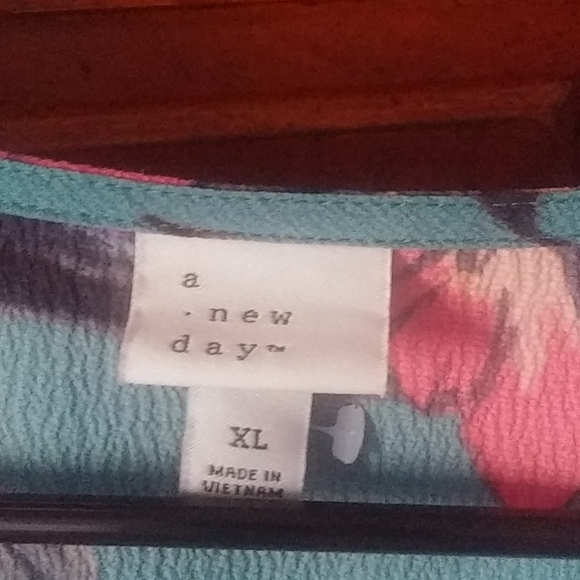 a
· new
day™
XL
MADE IN
VIETNAM